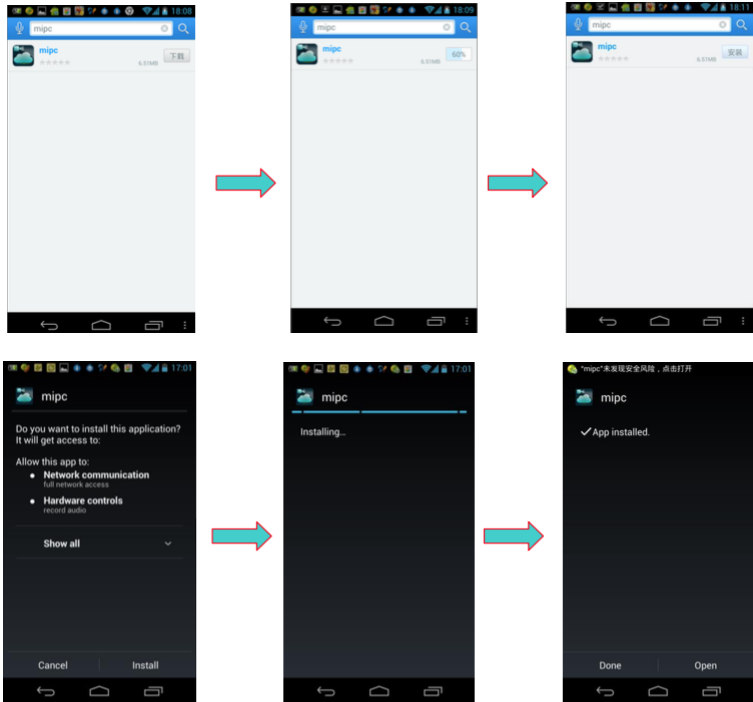 18:08
mipc
mipc
6.51MB
下载
18:09
mipc
mipc
6.51MB
60%
18:11
mipc
mipc
6.51MB
安装
17:01
mipc
Do you want to install this application?
It will get access to:
Allow this app to:
Network communication
full network access
Hardware controls
record audio
Show all
Cancel Install
17:01
mipc
Installing...
"mipc"未发现安全风险，点击打开
mipc
App installed.
Done Open